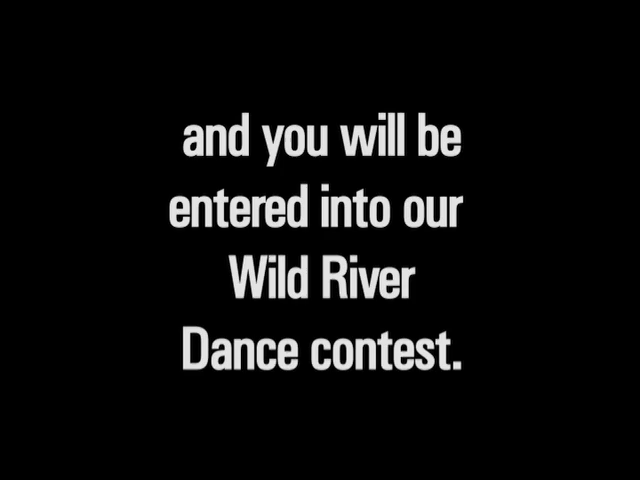 and you will be
entered into our
Wild River
Dance contest.